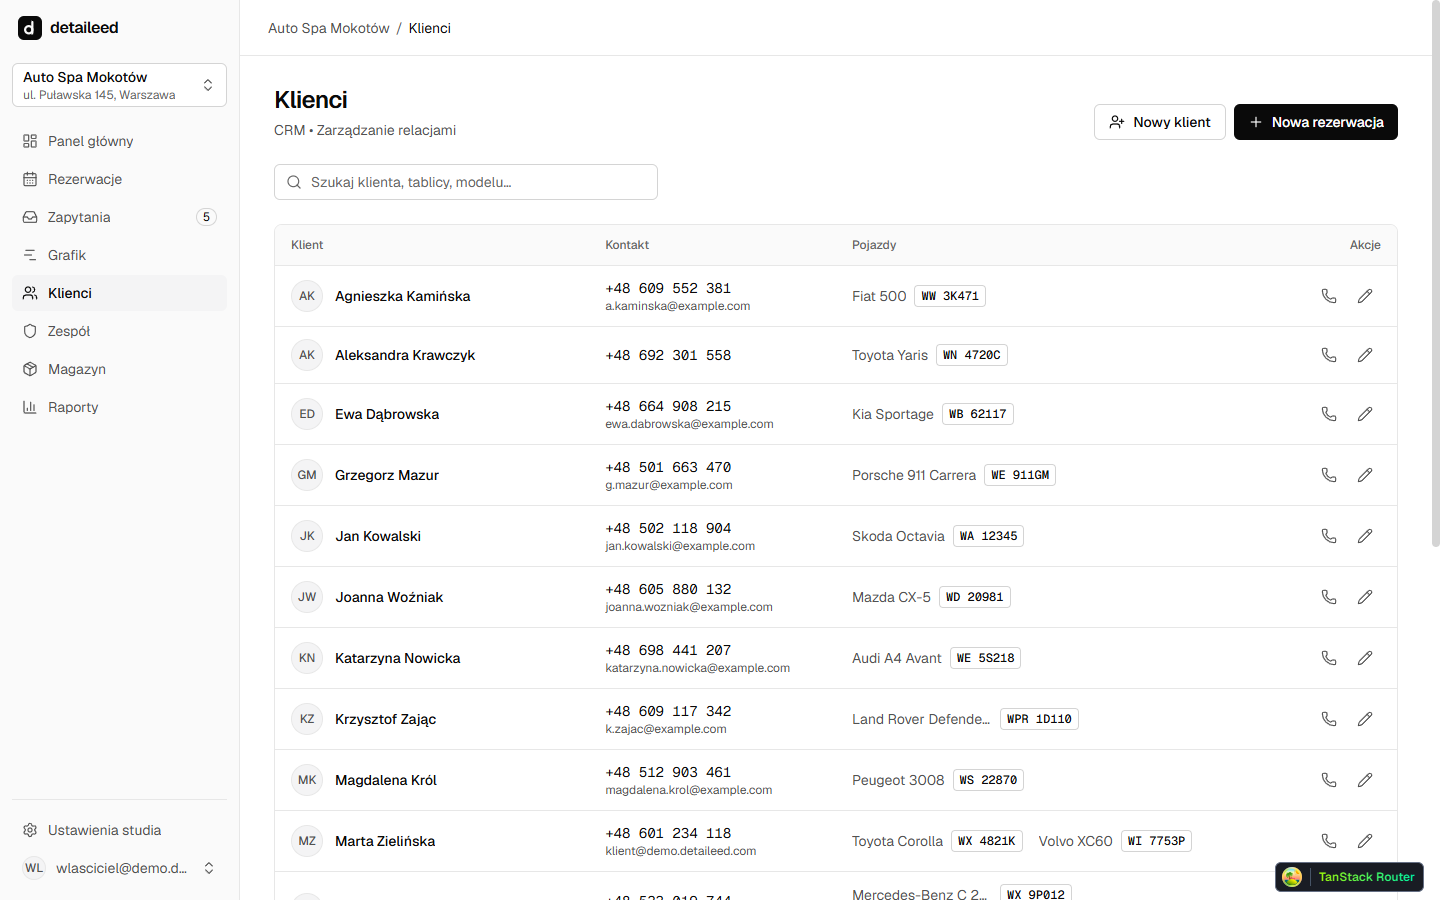 detaileed
Auto Spa Mokotów / Klienci
Auto Spa Mokotów
ul. Puławska 145, Warszawa
Panel główny
Rezerwacje
Zapytania 5
Grafik
Klienci
Zespół
Magazyn
Raporty
Ustawienia studia
WL wlasciciel@demo.d...
Klienci
CRM • Zarządzanie relacjami
Nowy klient
Nowa rezerwacja
Szukaj klienta, tablicy, modelu...
Klient Kontakt Pojazdy Akcje
AK Agnieszka Kamińska +48 609 552 381 Fiat 500 WW 3K471
a.kaminska@example.com
AK Aleksandra Krawczyk +48 692 301 558 Toyota Yaris WN 4720C
ED Ewa Dąbrowska +48 664 908 215 Kia Sportage WB 62117
ewa.dabrowska@example.com
GM Grzegorz Mazur +48 501 663 470 Porsche 911 Carrera WE 911GM
g.mazur@example.com
JK Jan Kowalski +48 502 118 904 Skoda Octavia WA 12345
jan.kowalski@example.com
JW Joanna Woźniak +48 605 880 132 Mazda CX-5 WD 20981
joanna.wozniak@example.com
KN Katarzyna Nowicka +48 698 441 207 Audi A4 Avant WE 5S218
katarzyna.nowicka@example.com
KZ Krzysztof Zając +48 609 117 342 Land Rover Defende... WPR 1D110
k.zajac@example.com
MK Magdalena Król +48 512 903 461 Peugeot 3008 WS 22870
magdalena.krol@example.com
MZ Marta Zielińska +48 601 234 118 Toyota Corolla WX 4821K Volvo XC60 WI 7753P
klient@demo.detaileed.com
Mercedes-Benz C 2... WX 9P012
TanStack Router